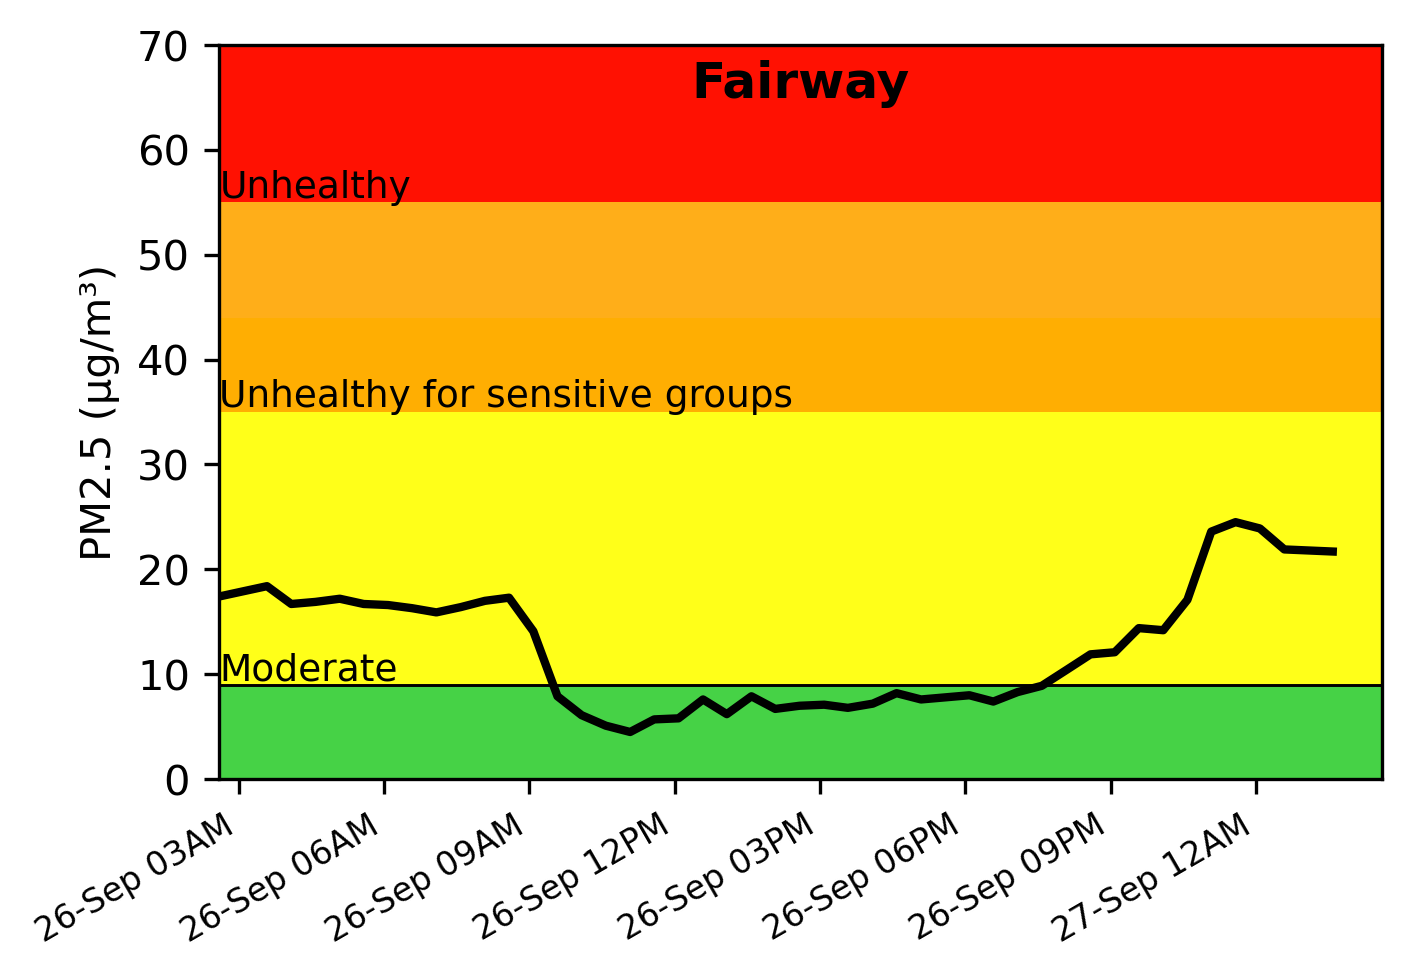 Fairway
PM2.5 (µg/m³)
70
60
50
40
30
20
10
0
Unhealthy
Unhealthy for sensitive groups
Moderate
26-Sep 03AM
26-Sep 06AM
26-Sep 09AM
26-Sep 12PM
26-Sep 03PM
26-Sep 06PM
26-Sep 09PM
27-Sep 12AM